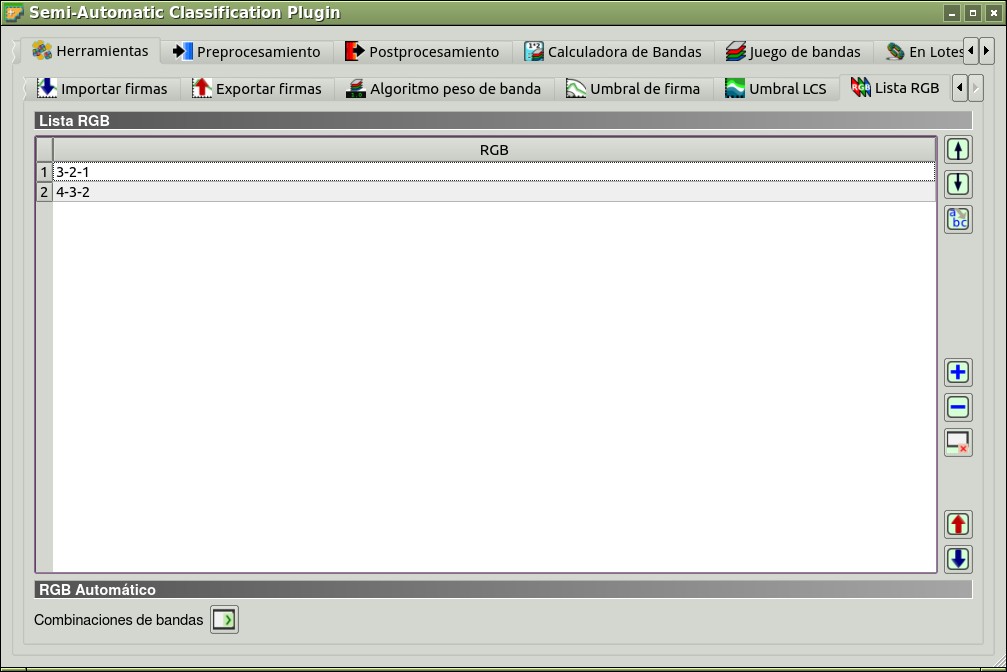 Semi-Automatic Classification Plugin
Herramientas Preprocesamiento Postprocesamiento Calculadora de Bandas Juego de bandas En Lotes
Importar firmas Exportar firmas Algoritmo peso de banda Umbral de firma Umbral LCS Lista RGB
Lista RGB
RGB
1 3-2-1
2 4-3-2
abc
RGB Automático
Combinaciones de bandas